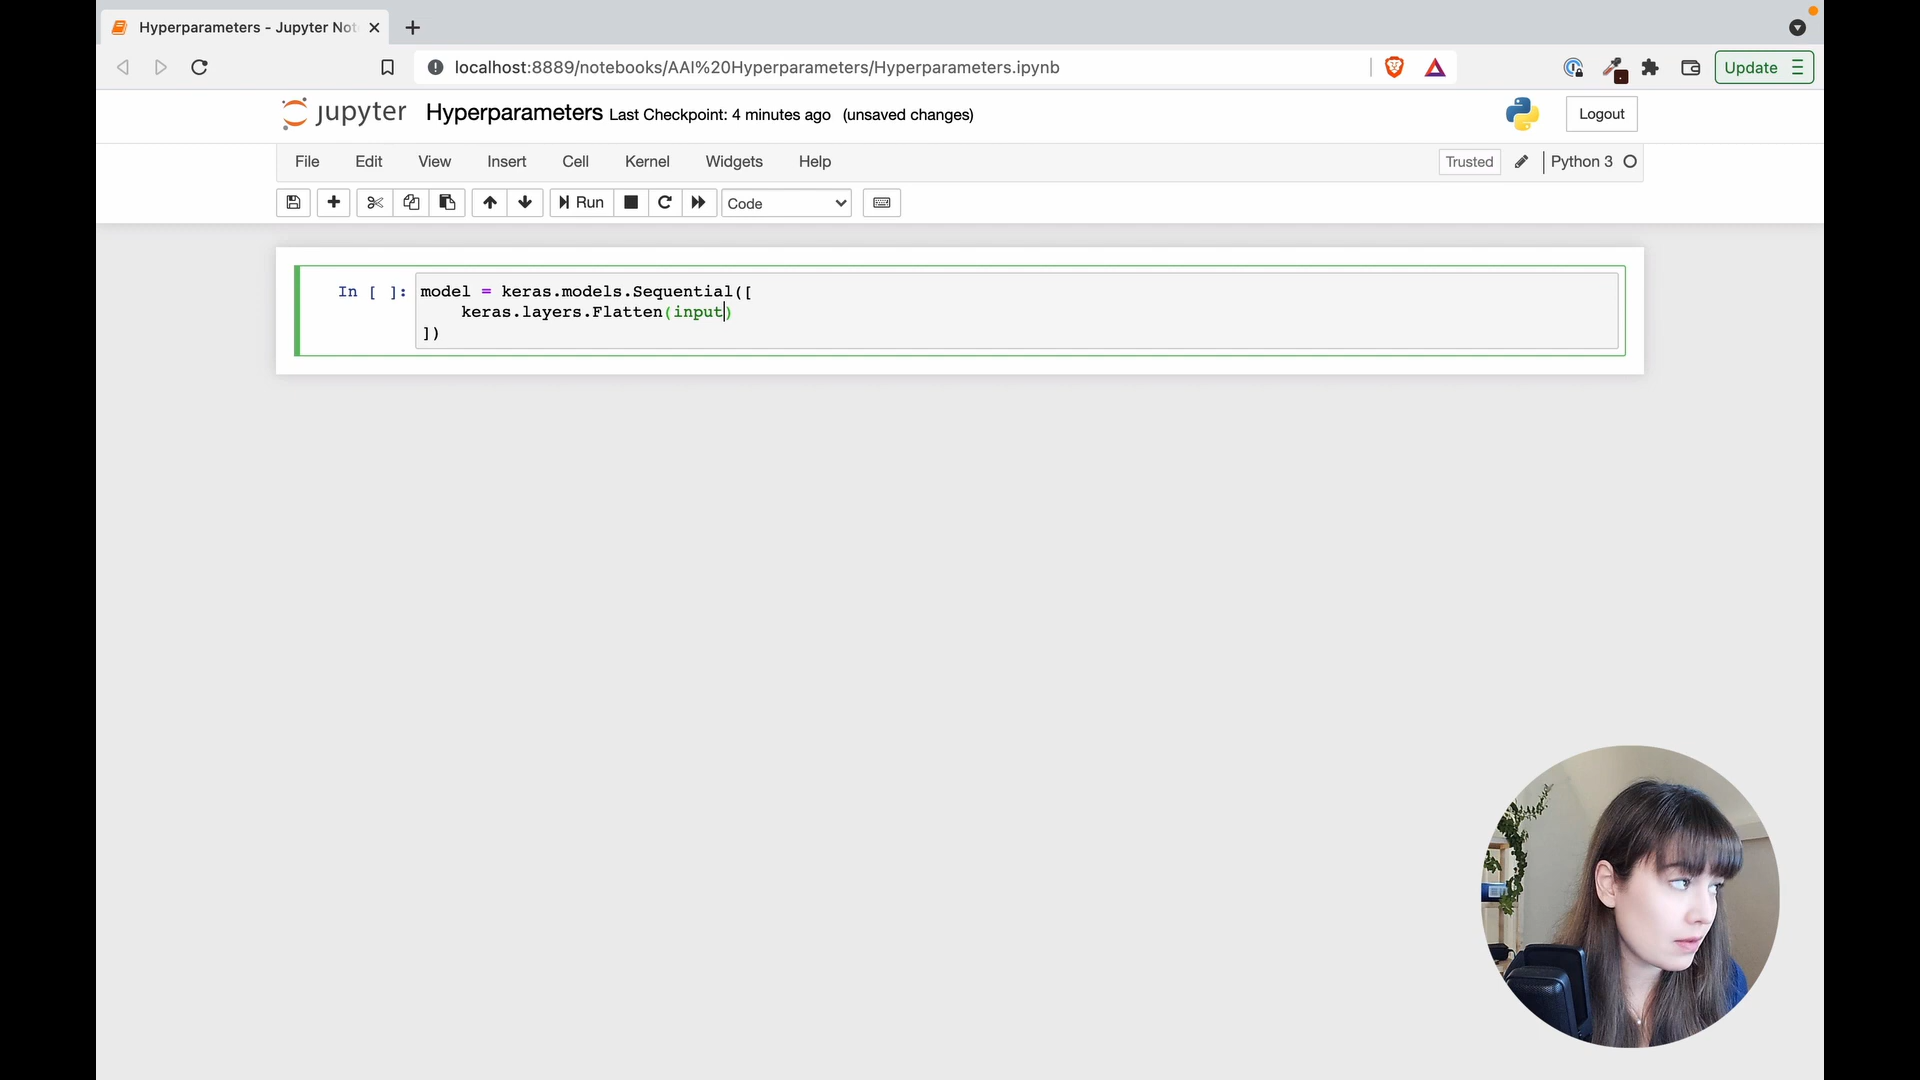 Hyperparameters - Jupyter Not
localhost:8889/notebooks/AAI%20Hyperparameters/Hyperparameters.ipynb
Update
jupyter Hyperparameters Last Checkpoint: 4 minutes ago (unsaved changes)
Logout
File Edit View Insert Cell Kernel Widgets Help
Trusted
Python 3
Run
Code
In [ ]: model = keras.models.Sequential([
keras.layers.Flatten(input)
])